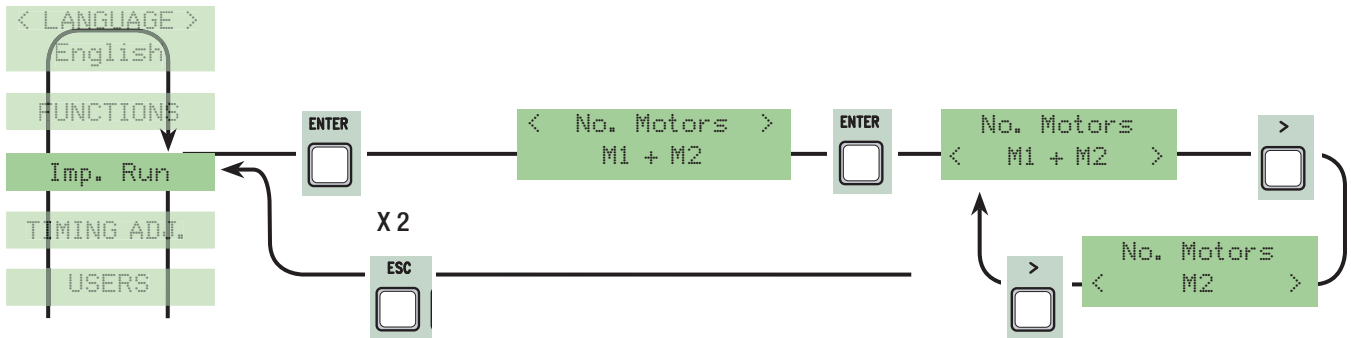 < LANGUAGE >
English
FUNCTIONS
Imp. Run
TIMING ADJ.
USERS
ENTER
< No. Motors >
M1 + M2
ENTER
No. Motors
< M1 + M2 >
>
X 2
ESC
>
No. Motors
< M2 >